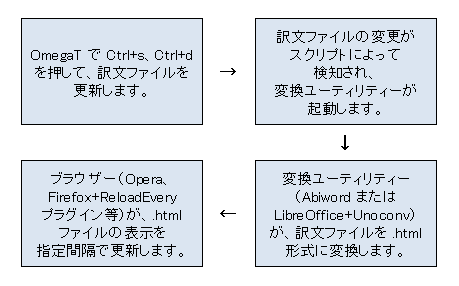 OmegaT で Ctrl+s、Ctrl+d
を押して、訳文ファイルを
更新します。
→
訳文ファイルの変更が
スクリプトによって
検知され、
変換ユーティリティーが
起動します。
↓
変換ユーティリティー
（Abiword または
LibreOffice+Unoconv）
が、訳文ファイルを .html
形式に変換します。
←
ブラウザー（Opera、
Firefox+ReloadEvery
プラグイン等）が、.html
ファイルの表示を
指定間隔で更新します。